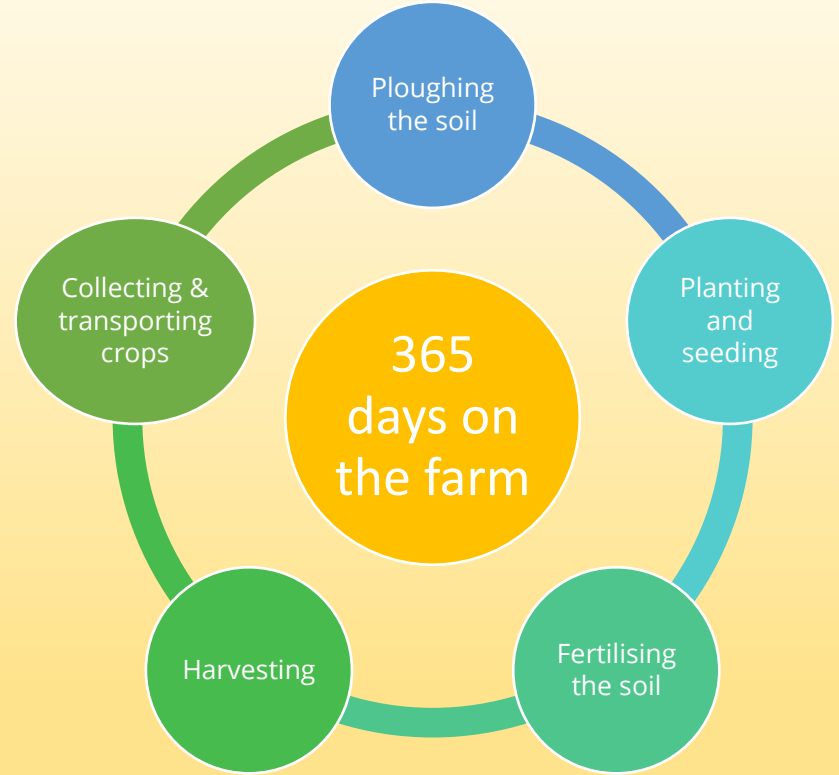 Ploughing
the soil
Planting
and
seeding
Fertilising
the soil
Harvesting
Collecting &
transporting
crops
365
days on
the farm